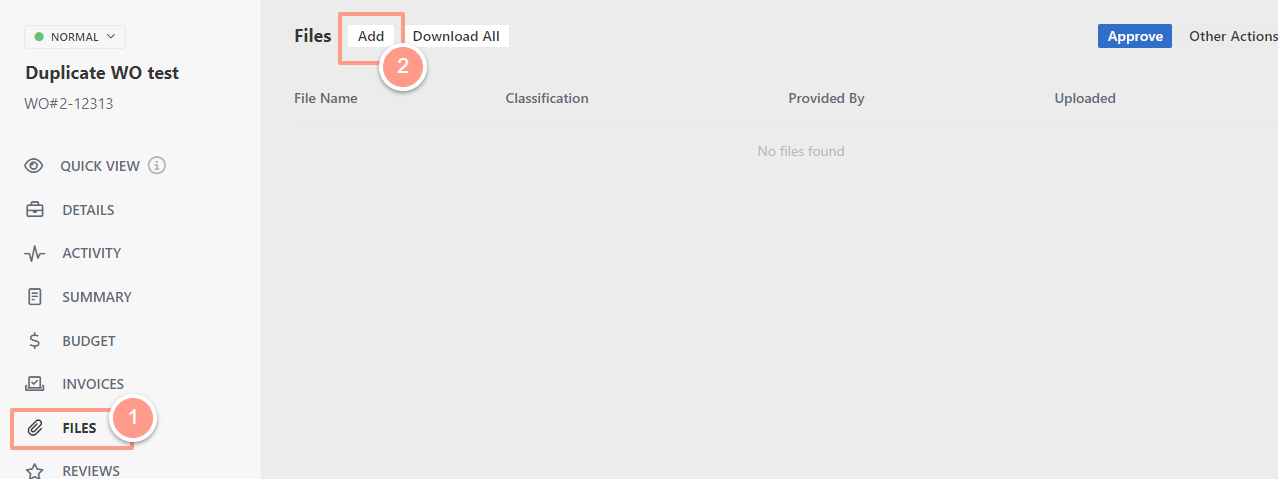 NORMAL
Duplicate WO test
WO#2-12313
QUICK VIEW
DETAILS
ACTIVITY
SUMMARY
BUDGET
INVOICES
1
FILES
REVIEWS
Files Add Download All Approve Other Actions
2
File Name Classification Provided By Uploaded
No files found